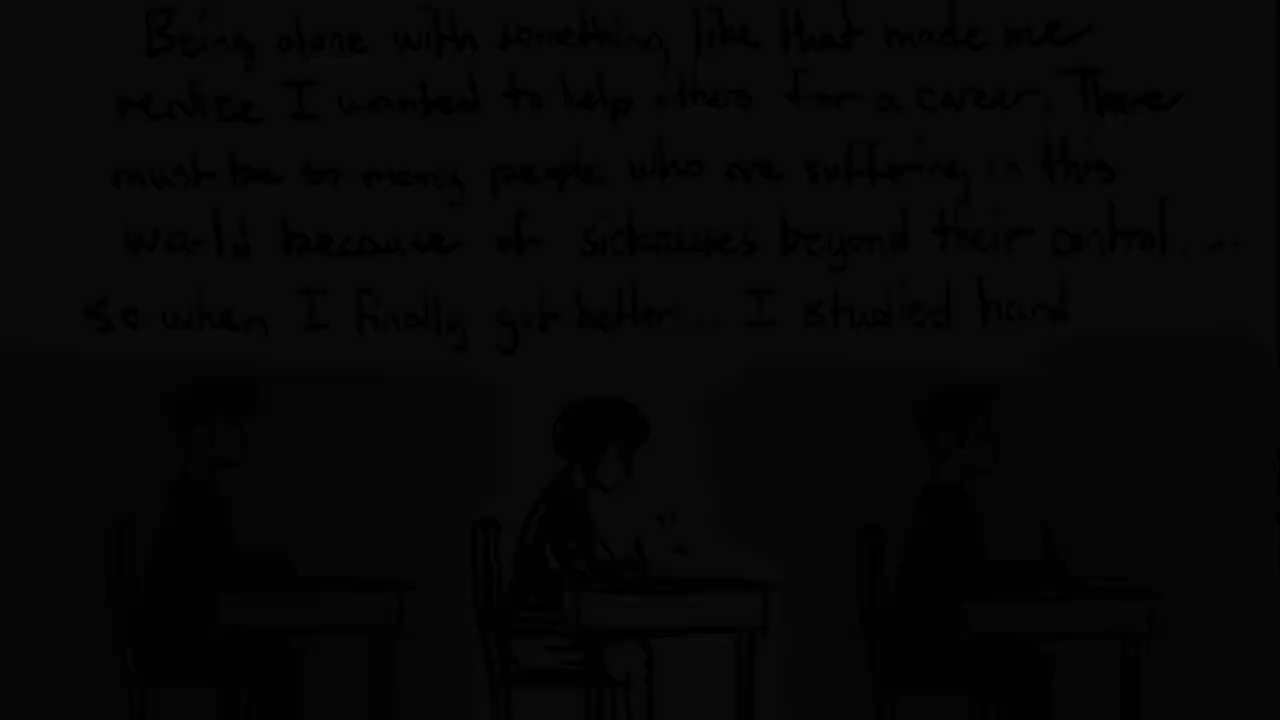 Being alone with something like that made me
realize I wanted to help others for a career. There
must be so many people who are suffering in this
world because of sicknesses beyond their control....
so when I finally got better... I studied hard